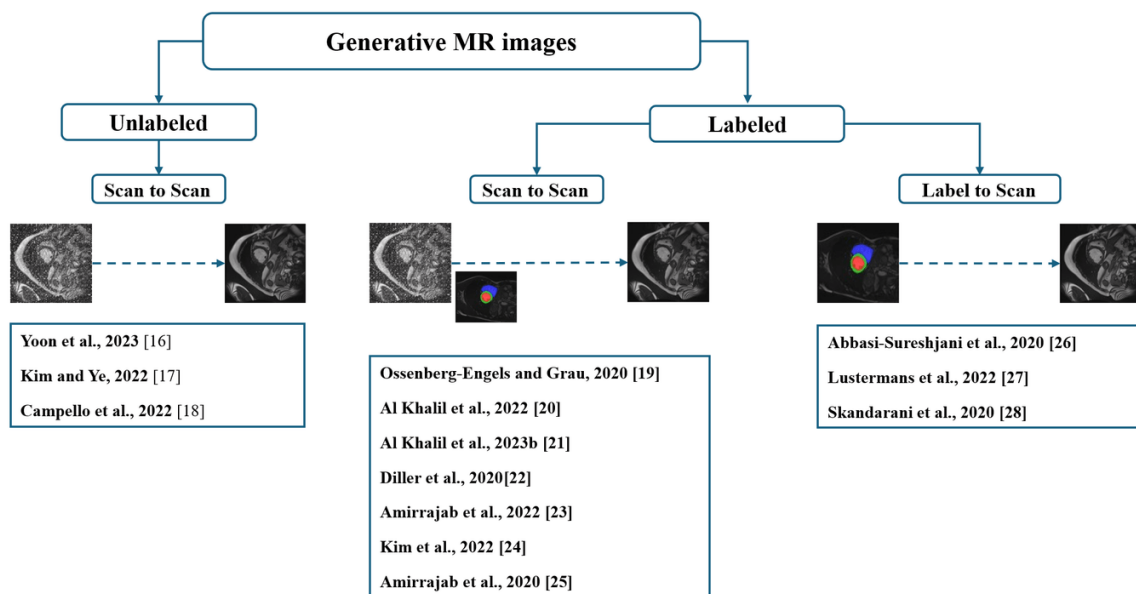 Generative MR images
Unlabeled
Labeled
Scan to Scan
Scan to Scan
Label to Scan
Yoon et al., 2023 [16]
Kim and Ye, 2022 [17]
Campello et al., 2022 [18]
Ossenberg-Engels and Grau, 2020 [19]
Al Khalil et al., 2022 [20]
Al Khalil et al., 2023b [21]
Diller et al., 2020[22]
Amirrajab et al., 2022 [23]
Kim et al., 2022 [24]
Amirrajab et al., 2020 [25]
Abbasi-Sureshjani et al., 2020 [26]
Lustermans et al., 2022 [27]
Skandarani et al., 2020 [28]